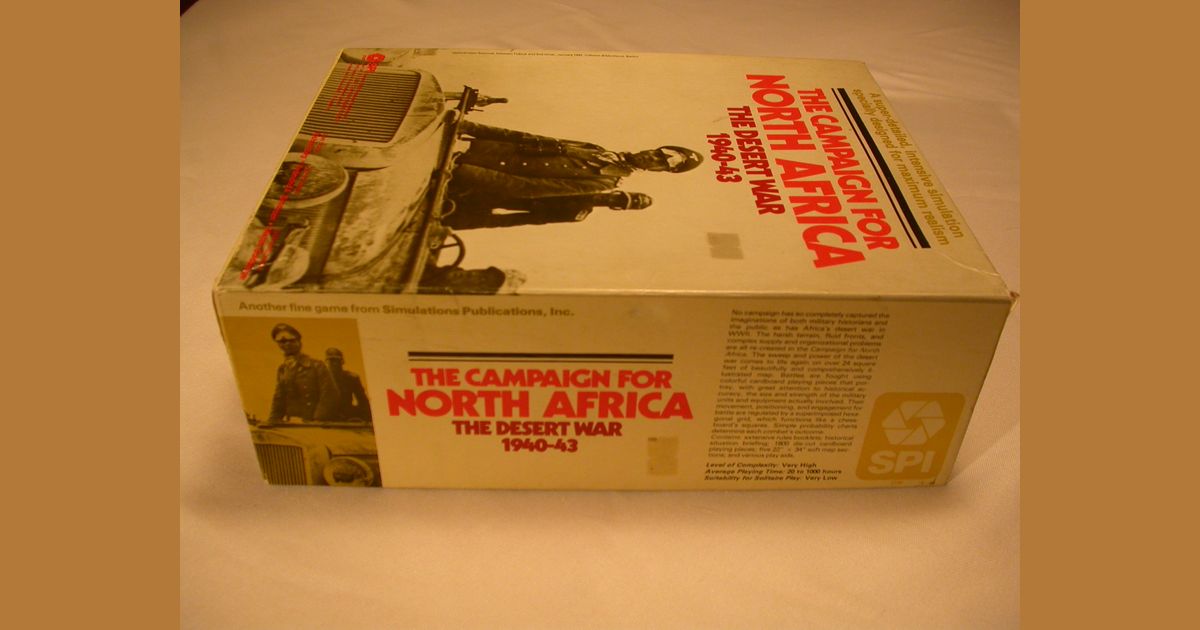 A super-detailed, intensive simulation
specially designed for maximum realism
THE CAMPAIGN FOR
NORTH AFRICA
THE DESERT WAR
1940-43
Another fine game from Simulations Publications, Inc.
THE CAMPAIGN FOR
NORTH AFRICA
THE DESERT WAR
1940-43
No campaign has so completely captured the
imaginations of both military historians and
the public as has Africa's desert war in
WWII. The harsh terrain, fluid fronts, and
complex supply and organizational problems
are all re-created in the Campaign for North
Africa. The sweep and power of the desert
war comes to life again on over 24 square
feet of beautifully and comprehensively il-
lustrated map. Battles are fought using
colorful cardboard playing pieces that por-
tray, with great attention to historical ac-
curacy, the size and strength of the military
units and equipment actually involved. Their
movement, positioning, and engagement for
battle are regulated by a superimposed hexa-
gonal grid, which functions like a chess-
board's squares. Simple probability charts
determine each combat's outcome.
Contents: extensive rules booklets; historical
situation briefing; 1800 die-cut cardboard
playing pieces; five 22" x 34" soft map sec-
tions; and various play aids.
Level of Complexity: Very High
Average Playing Time: 20 to 1000 hours
Suitability for Solitaire Play: Very Low
SPI